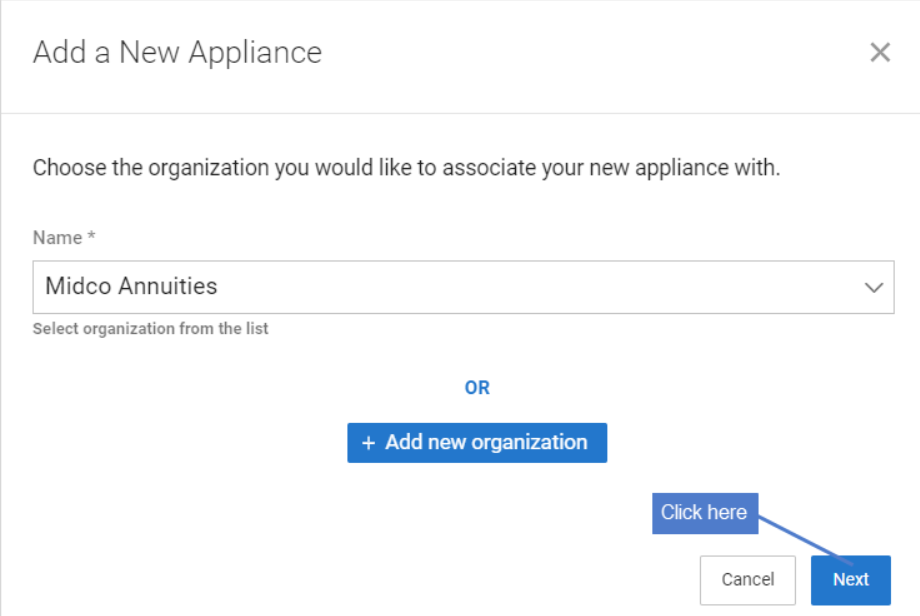 Add a New Appliance
Choose the organization you would like to associate your new appliance with.
Name *
Midco Annuities
Select organization from the list
OR
+ Add new organization
Click here
Cancel
Next